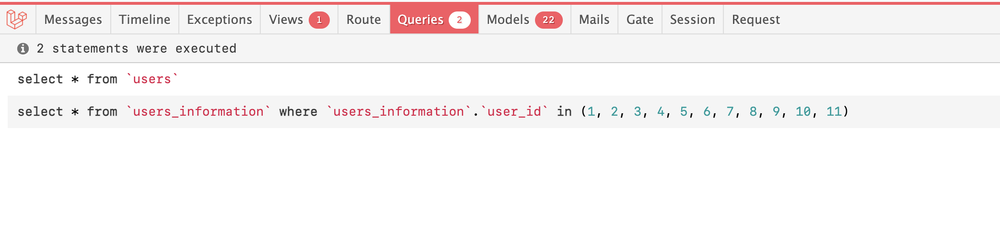 Messages Timeline Exceptions Views 1 Route Queries 2 Models 22 Mails Gate Session Request
2 statements were executed
select * from `users`
select * from `users_information` where `users_information`.`user_id` in (1, 2, 3, 4, 5, 6, 7, 8, 9, 10, 11)